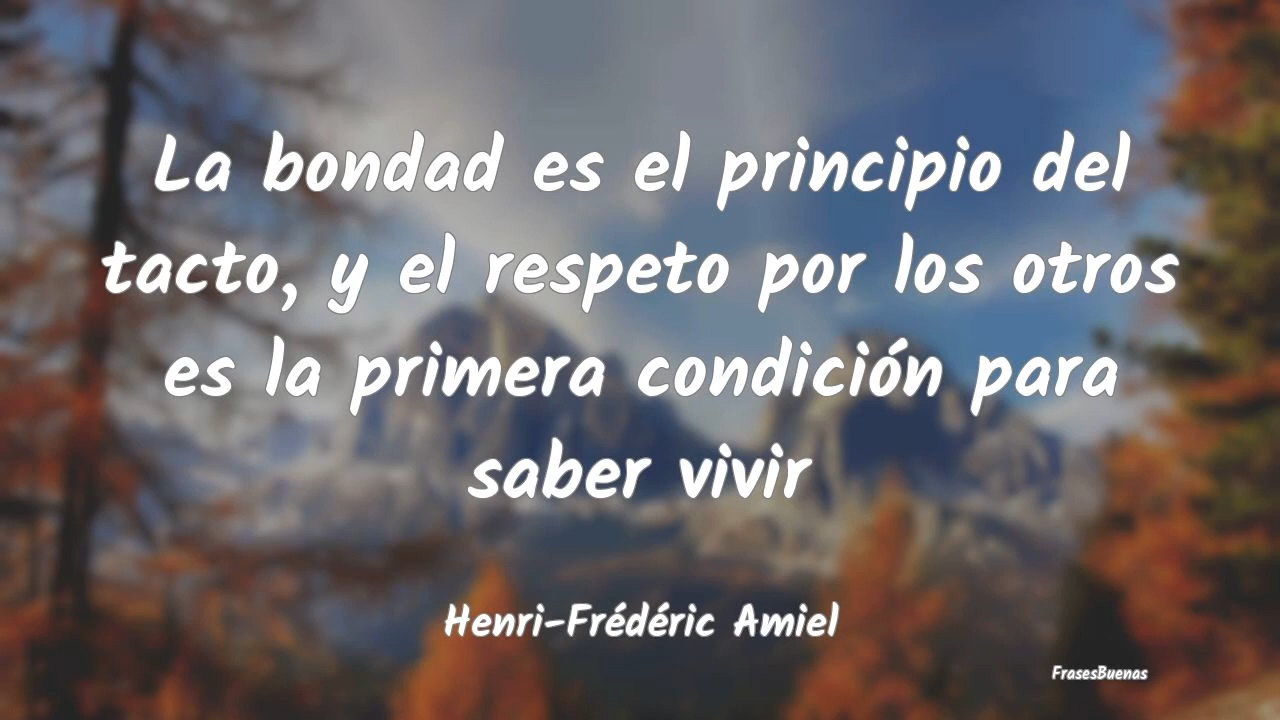 La bondad es el principio del
tacto, y el respeto por los otros
es la primera condición para
saber vivir
Henri-Frédéric Amiel
FrasesBuenas